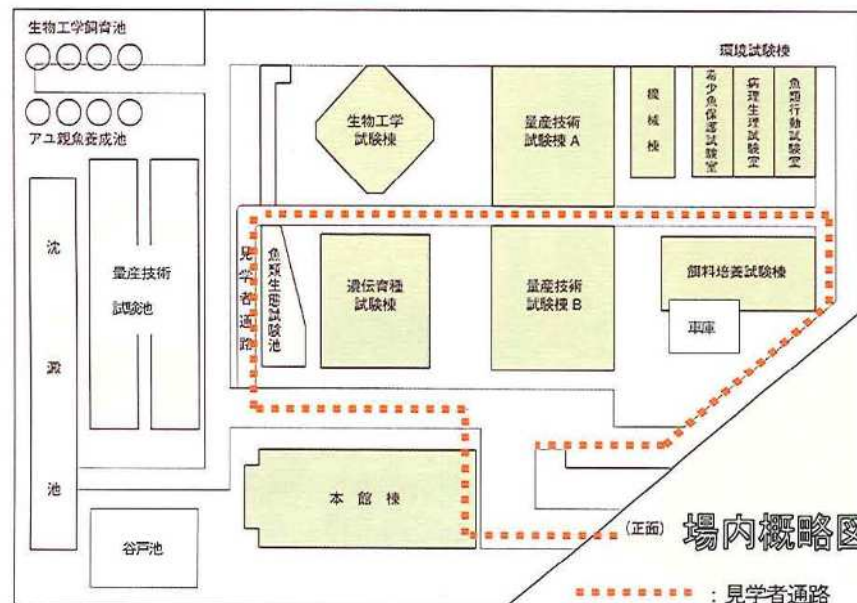 生物工学飼育池
アユ親魚養成池
沈澱池
量産技術
試験池
谷戸池
生物工学
試験棟
量産技術
試験棟A
機械棟
環境試験棟
希少魚保護試験室
病理生理試験室
魚類行動試験室
見学者通路
魚類生態試験池
遺伝育種
試験棟
量産技術
試験棟B
餌料培養試験棟
車庫
本館棟
(正面)
場内概略図
:見学者通路